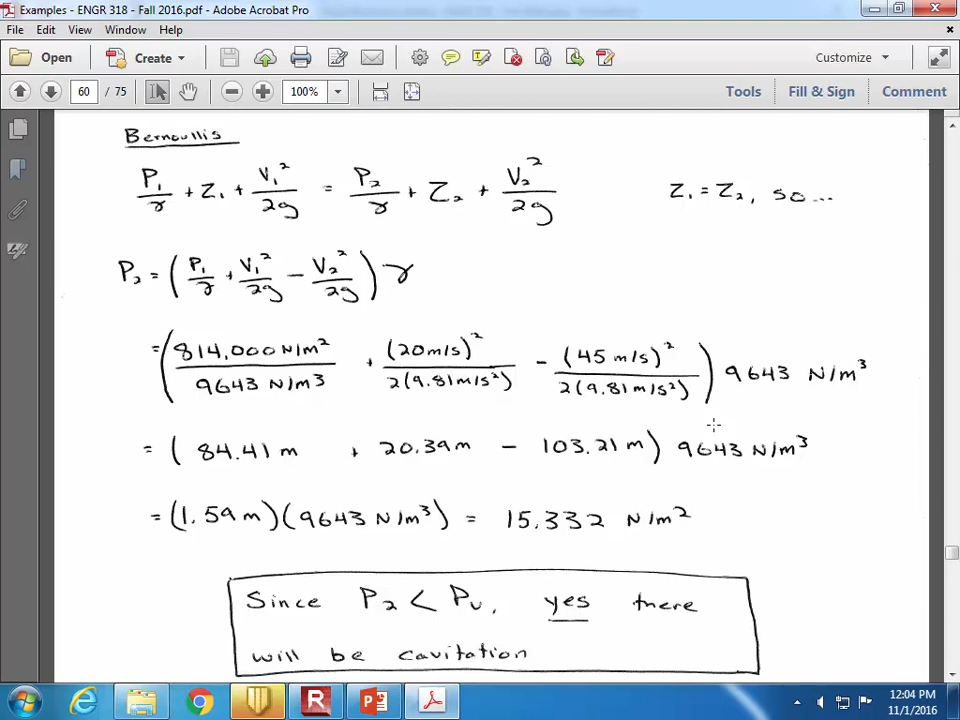 Examples - ENGR 318 - Fall 2016.pdf - Adobe Acrobat Pro
File Edit View Window Help
Open Create Customize
60 / 75 100% Tools Fill & Sign Comment
Bernoullis
P₁/γ + Z₁ + V₁²/2g = P₂/γ + Z₂ + V₂²/2g Z₁ = Z₂, so...
P₂ = (P₁/γ + V₁²/2g - V₂²/2g) γ
= (814,000 N/m²/9643 N/m³ + (20 m/s)²/2(9.81 m/s²) - (45 m/s)²/2(9.81 m/s²)) 9643 N/m³
= (84.41 m + 20.39 m - 103.21 m) 9643 N/m³
= (1.59 m)(9643 N/m³) = 15.332 N/m²
Since P₂ < Pv, yes there
will be cavitation
12:04 PM
11/1/2016